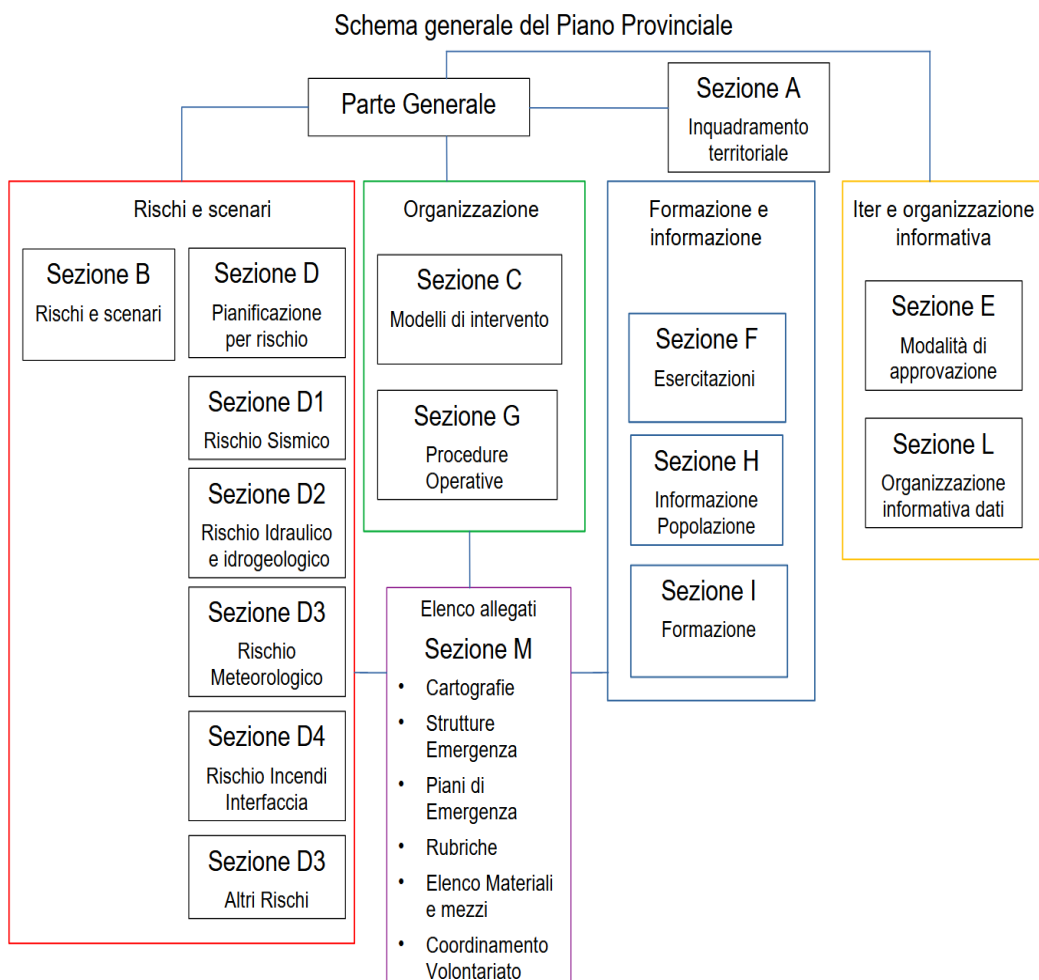 Schema generale del Piano Provinciale
Parte Generale
Sezione A
Inquadramento
territoriale
Rischi e scenari
Sezione B
Rischi e scenari
Sezione D
Pianificazione
per rischio
Sezione D1
Rischio Sismico
Sezione D2
Rischio Idraulico
e idrogeologico
Sezione D3
Rischio
Meteorologico
Sezione D4
Rischio Incendi
Interfaccia
Sezione D3
Altri Rischi
Organizzazione
Sezione C
Modelli di intervento
Sezione G
Procedure
Operative
Elenco allegati
Sezione M
• Cartografie
• Strutture
Emergenza
• Piani di
Emergenza
• Rubriche
• Elenco Materiali
e mezzi
• Coordinamento
Volontariato
Formazione e
informazione
Sezione F
Esercitazioni
Sezione H
Informazione
Popolazione
Sezione I
Formazione
Iter e organizzazione
informativa
Sezione E
Modalità di
approvazione
Sezione L
Organizzazione
informativa dati